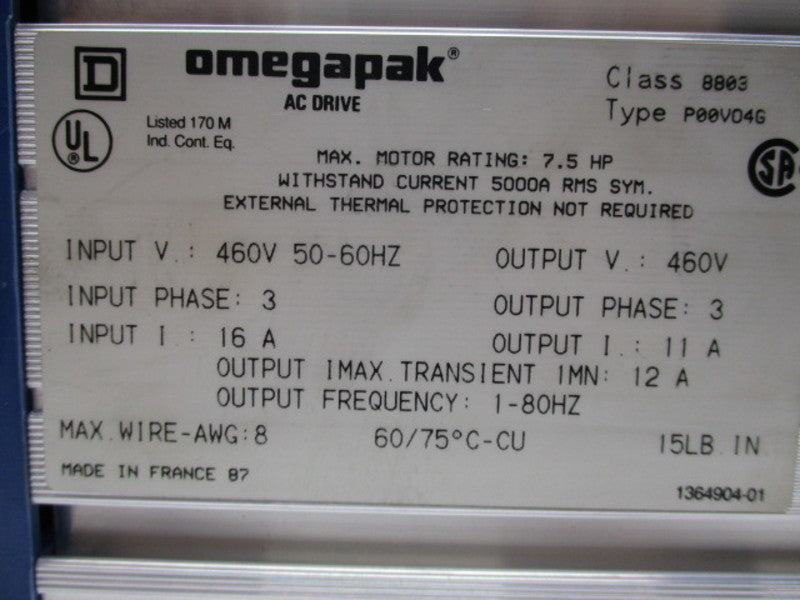 D
omegapak®
AC DRIVE
Class 8803
Type P00V04G
UL
Listed 170 M
Ind. Cont. Eq.
SA
MAX. MOTOR RATING: 7.5 HP
WITHSTAND CURRENT 5000A RMS SYM.
EXTERNAL THERMAL PROTECTION NOT REQUIRED
INPUT V.: 460V 50-60HZ
OUTPUT V.: 460V
INPUT PHASE: 3
OUTPUT PHASE: 3
INPUT I.: 16 A
OUTPUT I.: 11 A
OUTPUT IMAX.TRANSIENT 1MN: 12 A
OUTPUT FREQUENCY: 1-80HZ
MAX.WIRE-AWG:8
60/75°C-CU
15LB.IN
MADE IN FRANCE 87
1364904-01